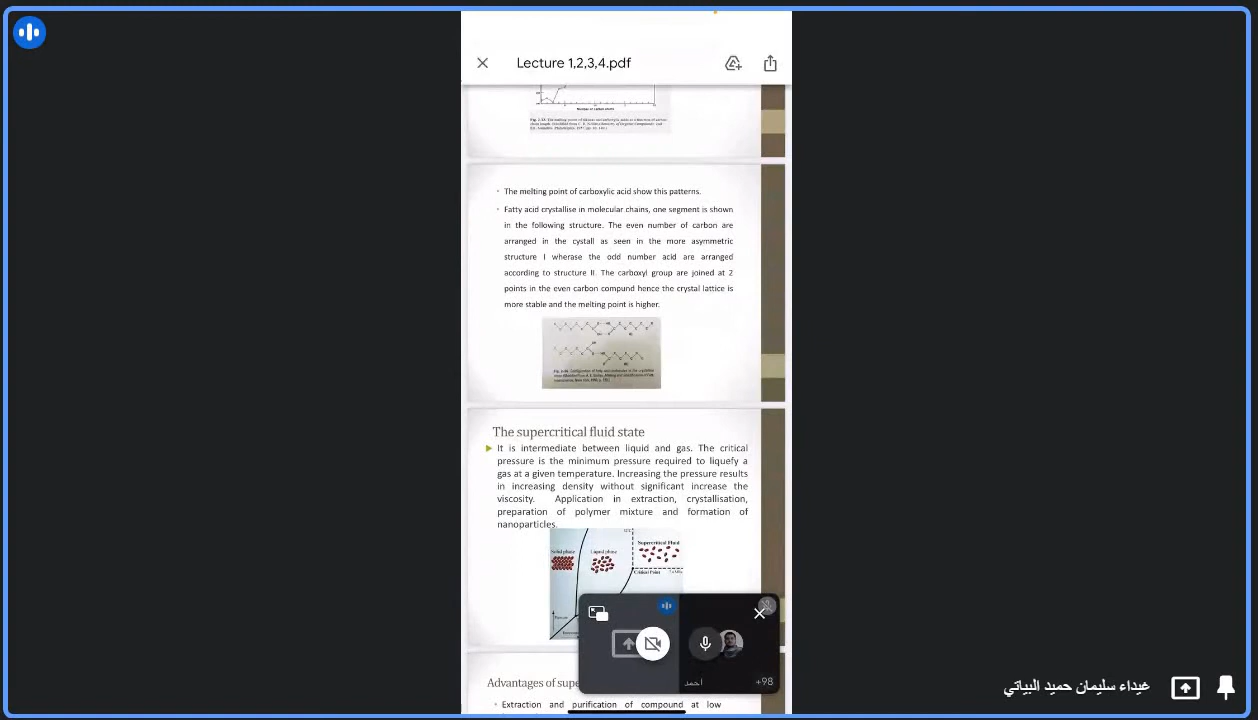 Lecture 1,2,3,4.pdf
Number of carbon atoms
• The melting point of carboxylic acid show this patterns.
• Fatty acid crystallise in molecular chains, one segment is shown
in the following structure. The even number of carbon are
arranged in the cystall as seen in the more asymmetric
structure I wherase the odd number acid are arranged
according to structure II. The carboxyl group are joined at 2
points in the even carbon compund hence the crystal lattice is
more stable and the melting point is higher.
The supercritical fluid state
It is intermediate between liquid and gas. The critical
pressure is the minimum pressure required to liquefy a
gas at a given temperature. Increasing the pressure results
in increasing density without significant increase the
viscosity. Application in extraction, crystallisation,
preparation of polymer mixture and formation of
nanoparticles.
Solid phase
Liquid phase
Supercritical Fluid
Critical Point
Pressure
احمد
+98
Advantages of supe
• Extraction and purification of compound at low
غيداء سليمان حميد البياتي